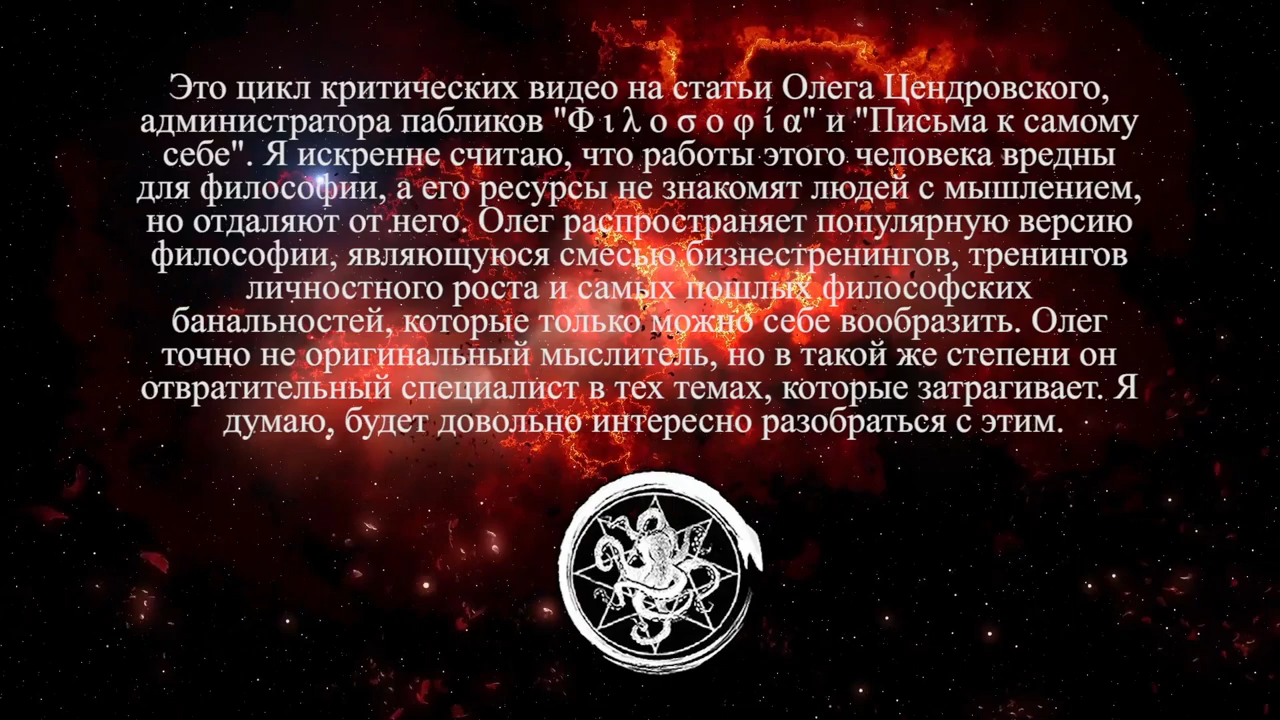 Это цикл критических видео на статьи Олега Цендровского,
администратора пабликов "Φ ι λ ο σ ο φ ί α" и "Письма к самому
себе". Я искренне считаю, что работы этого человека вредны
для философии, а его ресурсы не знакомят людей с мышлением,
но отдаляют от него. Олег распространяет популярную версию
философии, являющуюся смесью бизнестренингов, тренингов
личностного роста и самых пошлых философских
банальностей, которые только можно себе вообразить. Олег
точно не оригинальный мыслитель, но в такой же степени он
отвратительный специалист в тех темах, которые затрагивает. Я
думаю, будет довольно интересно разобраться с этим.